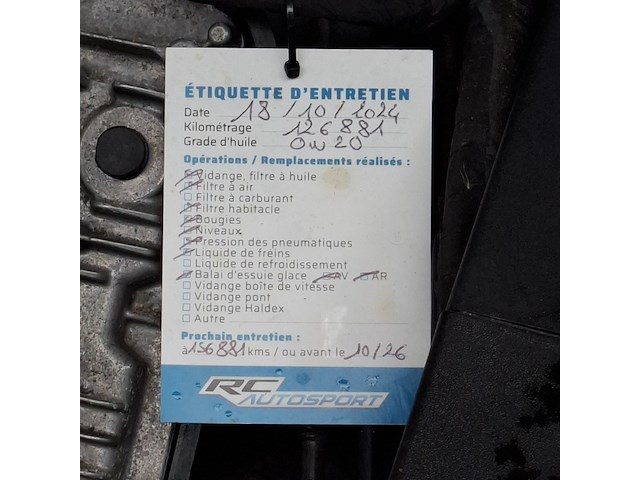 ÉTIQUETTE D'ENTRETIEN
Date 18/10/2024
Kilométrage 126881
Grade d'huile 0W20
Opérations / Remplacements réalisés :
Vidange, filtre à huile
Filtre à air
Filtre à carburant
Filtre habitacle
Bougies
Niveaux
Pression des pneumatiques
Liquide de freins
Liquide de refroidissement
Balai d'essuie glace AV AR
Vidange boîte de vitesse
Vidange pont
Vidange Haldex
Autre
Prochain entretien :
à 156881 kms / ou avant le 10/26
RC
AUTOSPORT